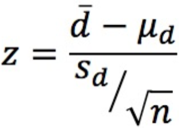 z = (d̄ − μ_d) / (s_d / √n)